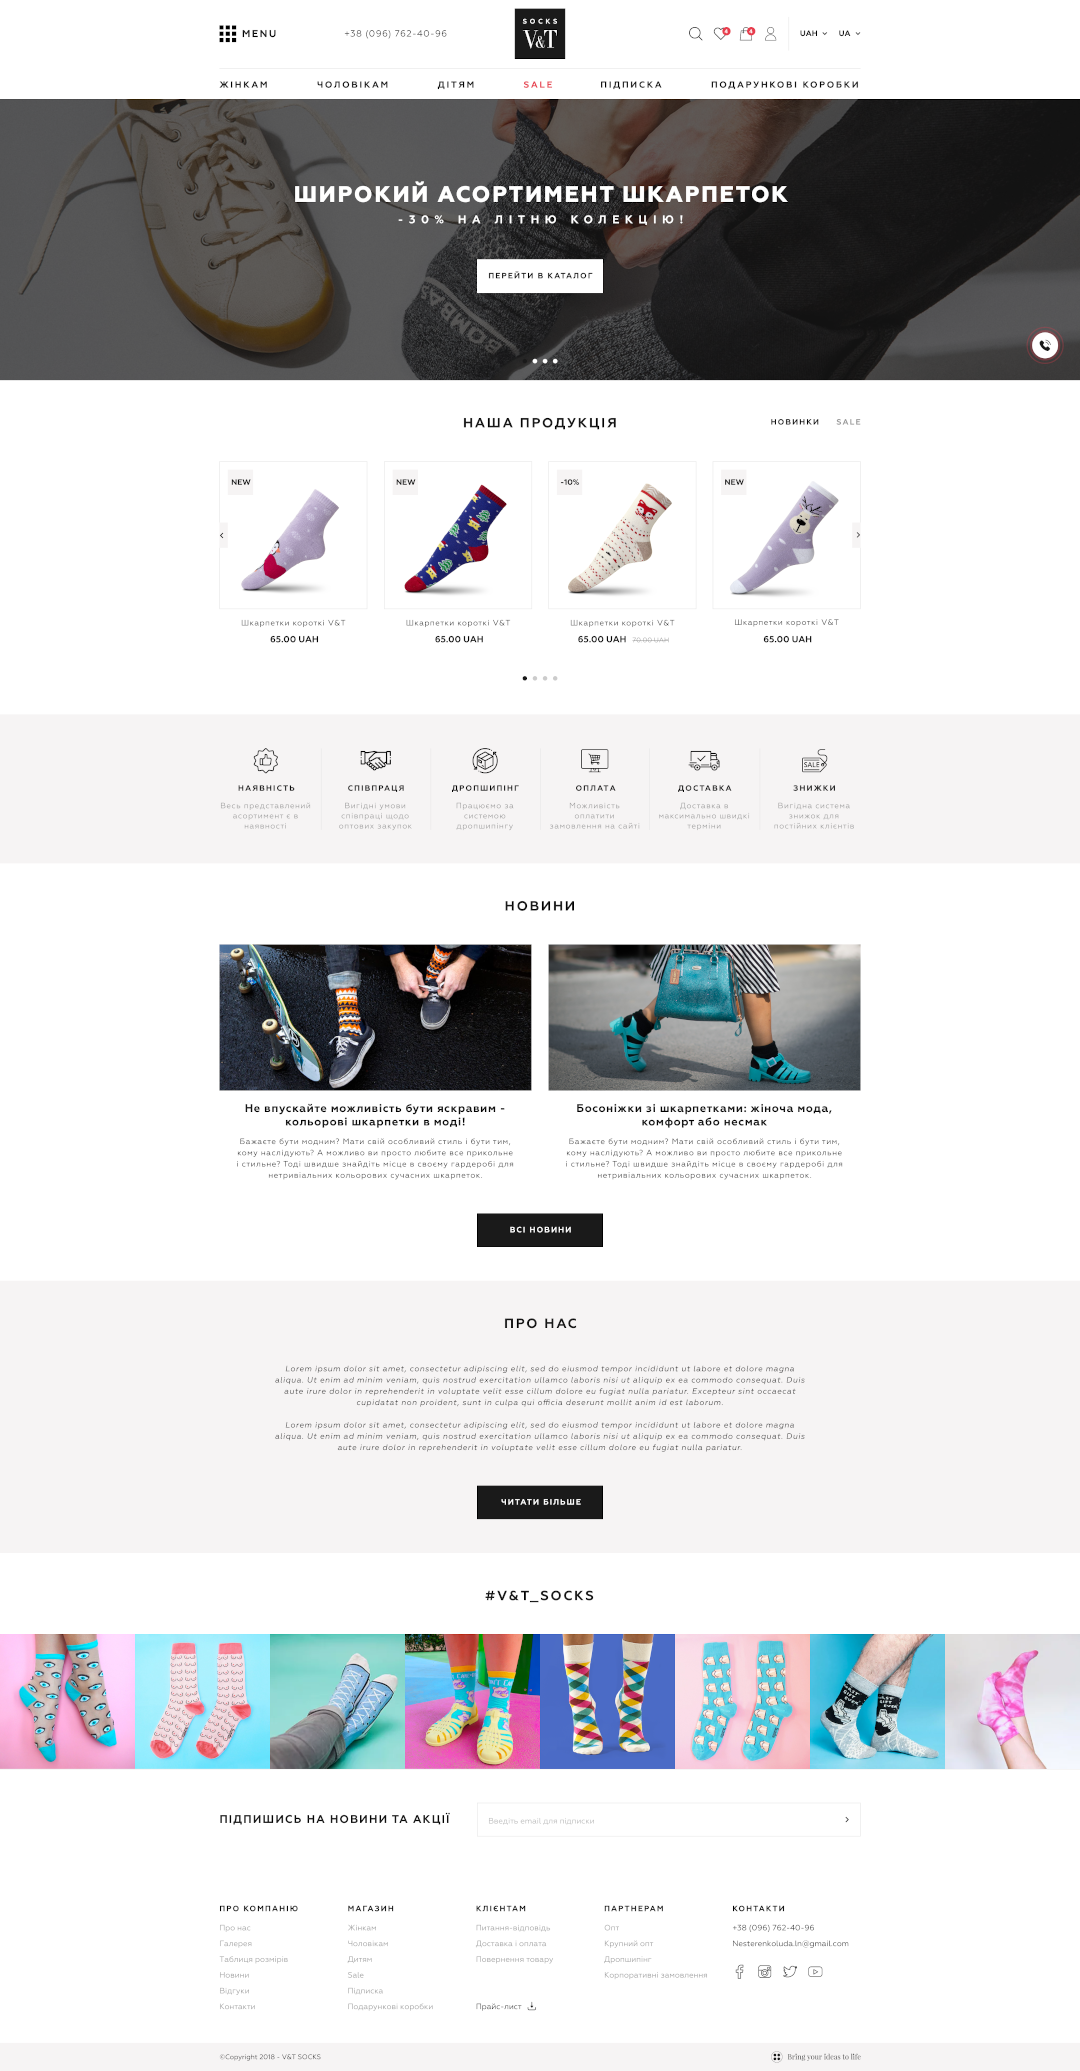 MENU
+38 (096) 762-40-96
SOCKS
V&T
4
4
UAH
UA
ЖІНКАМ
ЧОЛОВІКАМ
ДІТЯМ
SALE
ПІДПИСКА
ПОДАРУНКОВІ КОРОБКИ
ШИРОКИЙ АСОРТИМЕНТ ШКАРПЕТОК
-30% НА ЛІТНЮ КОЛЕКЦІЮ!
BOMBAS
ПЕРЕЙТИ В КАТАЛОГ
НАША ПРОДУКЦІЯ
НОВИНКИ
SALE
NEW
NEW
-10%
NEW
Шкарпетки короткі V&T
Шкарпетки короткі V&T
Шкарпетки короткі V&T
Шкарпетки короткі V&T
65.00 UAH
65.00 UAH
65.00 UAH 70.00 UAH
65.00 UAH
SALE
НАЯВНІСТЬ
Весь представлений
асортимент є в
наявності
СПІВПРАЦЯ
Вигідні умови
співпраці щодо
оптових закупок
ДРОПШИПІНГ
Працюємо за
системою
дропшипінгу
ОПЛАТА
Можливість
оплатити
замовлення на сайті
ДОСТАВКА
Доставка в
максимально швидкі
терміни
ЗНИЖКИ
Вигідна система
знижок для
постійних клієнтів
НОВИНИ
Не впускайте можливість бути яскравим -
кольорові шкарпетки в моді!
Бажаєте бути модним? Мати свій особливий стиль і бути тим,
кому наслідують? А можливо ви просто любите все прикольне
і стильне? Тоді швидше знайдіть місце в своєму гардеробі для
нетривіальних кольорових сучасних шкарпеток.
Босоніжки зі шкарпетками: жіноча мода,
комфорт або несмак
Бажаєте бути модним? Мати свій особливий стиль і бути тим,
кому наслідують? А можливо ви просто любите все прикольне
і стильне? Тоді швидше знайдіть місце в своєму гардеробі для
нетривіальних кольорових сучасних шкарпеток.
ВСІ НОВИНИ
ПРО НАС
Lorem ipsum dolor sit amet, consectetur adipiscing elit, sed do eiusmod tempor incididunt ut labore et dolore magna
aliqua. Ut enim ad minim veniam, quis nostrud exercitation ullamco laboris nisi ut aliquip ex ea commodo consequat. Duis
aute irure dolor in reprehenderit in voluptate velit esse cillum dolore eu fugiat nulla pariatur. Excepteur sint occaecat
cupidatat non proident, sunt in culpa qui officia deserunt mollit anim id est laborum.
Lorem ipsum dolor sit amet, consectetur adipiscing elit, sed do eiusmod tempor incididunt ut labore et dolore magna
aliqua. Ut enim ad minim veniam, quis nostrud exercitation ullamco laboris nisi ut aliquip ex ea commodo consequat. Duis
aute irure dolor in reprehenderit in voluptate velit esse cillum dolore eu fugiat nulla pariatur.
ЧИТАТИ БІЛЬШЕ
#V&T_SOCKS
ПІДПИШИСЬ НА НОВИНИ ТА АКЦІЇ
Введіть email для підписки
ПРО КОМПАНІЮ
Про нас
Галерея
Таблиця розмірів
Новини
Відгуки
Контакти
МАГАЗИН
Жінкам
Чоловікам
Дитям
Sale
Підписка
Подарункові коробки
КЛІЄНТАМ
Питання-відповідь
Доставка і оплата
Повернення товару
Прайс-лист
ПАРТНЕРАМ
Опт
Крупний опт
Дропшипінг
Корпоративні замовлення
КОНТАКТИ
+38 (096) 762-40-96
Nesterenkoluda.ln@gmail.com
©Copyright 2018 - V&T SOCKS
Bring your ideas to life